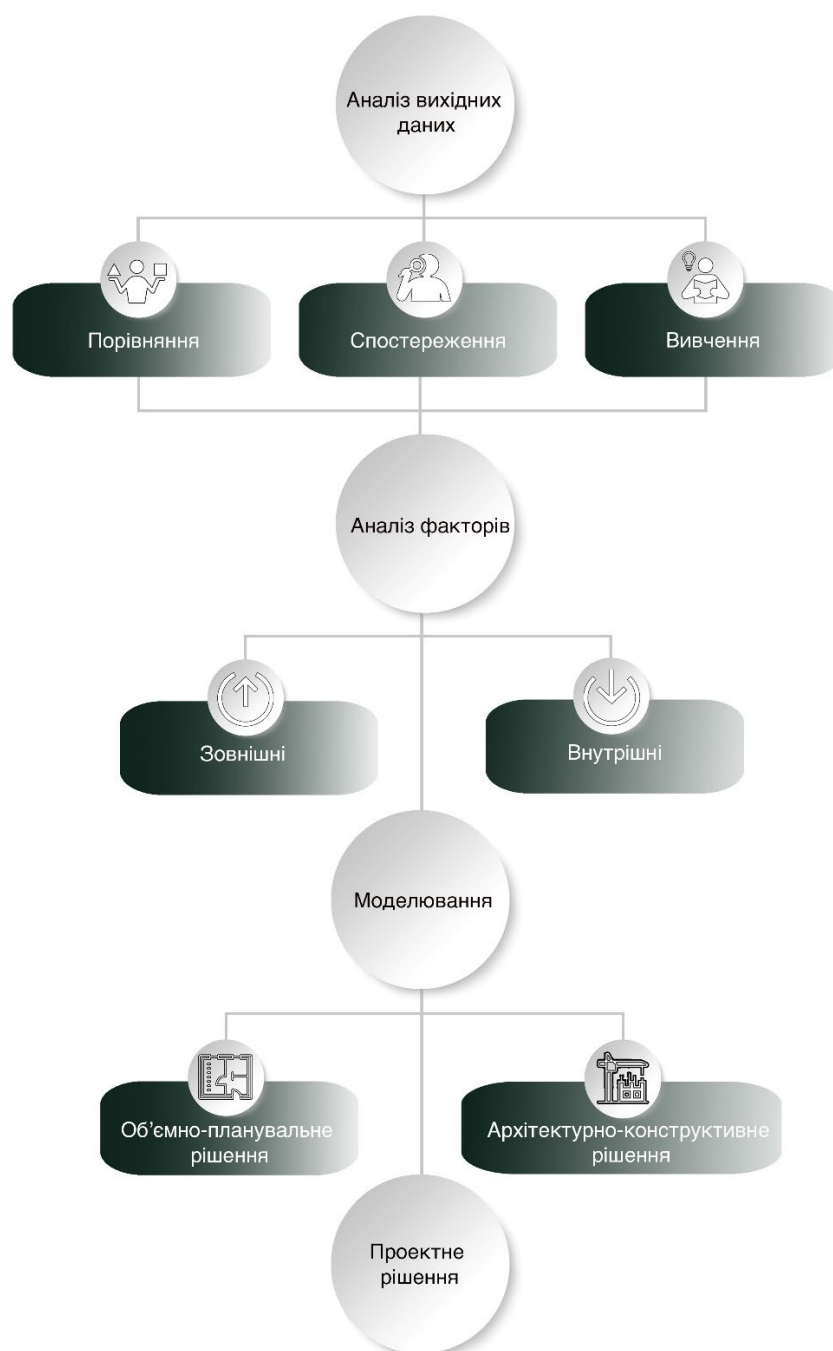 Аналіз вихідних
даних
Порівняння
Спостереження
Вивчення
Аналіз факторів
Зовнішні
Внутрішні
Моделювання
Об’ємно-планувальне
рішення
Архітектурно-конструктивне
рішення
Проектне
рішення